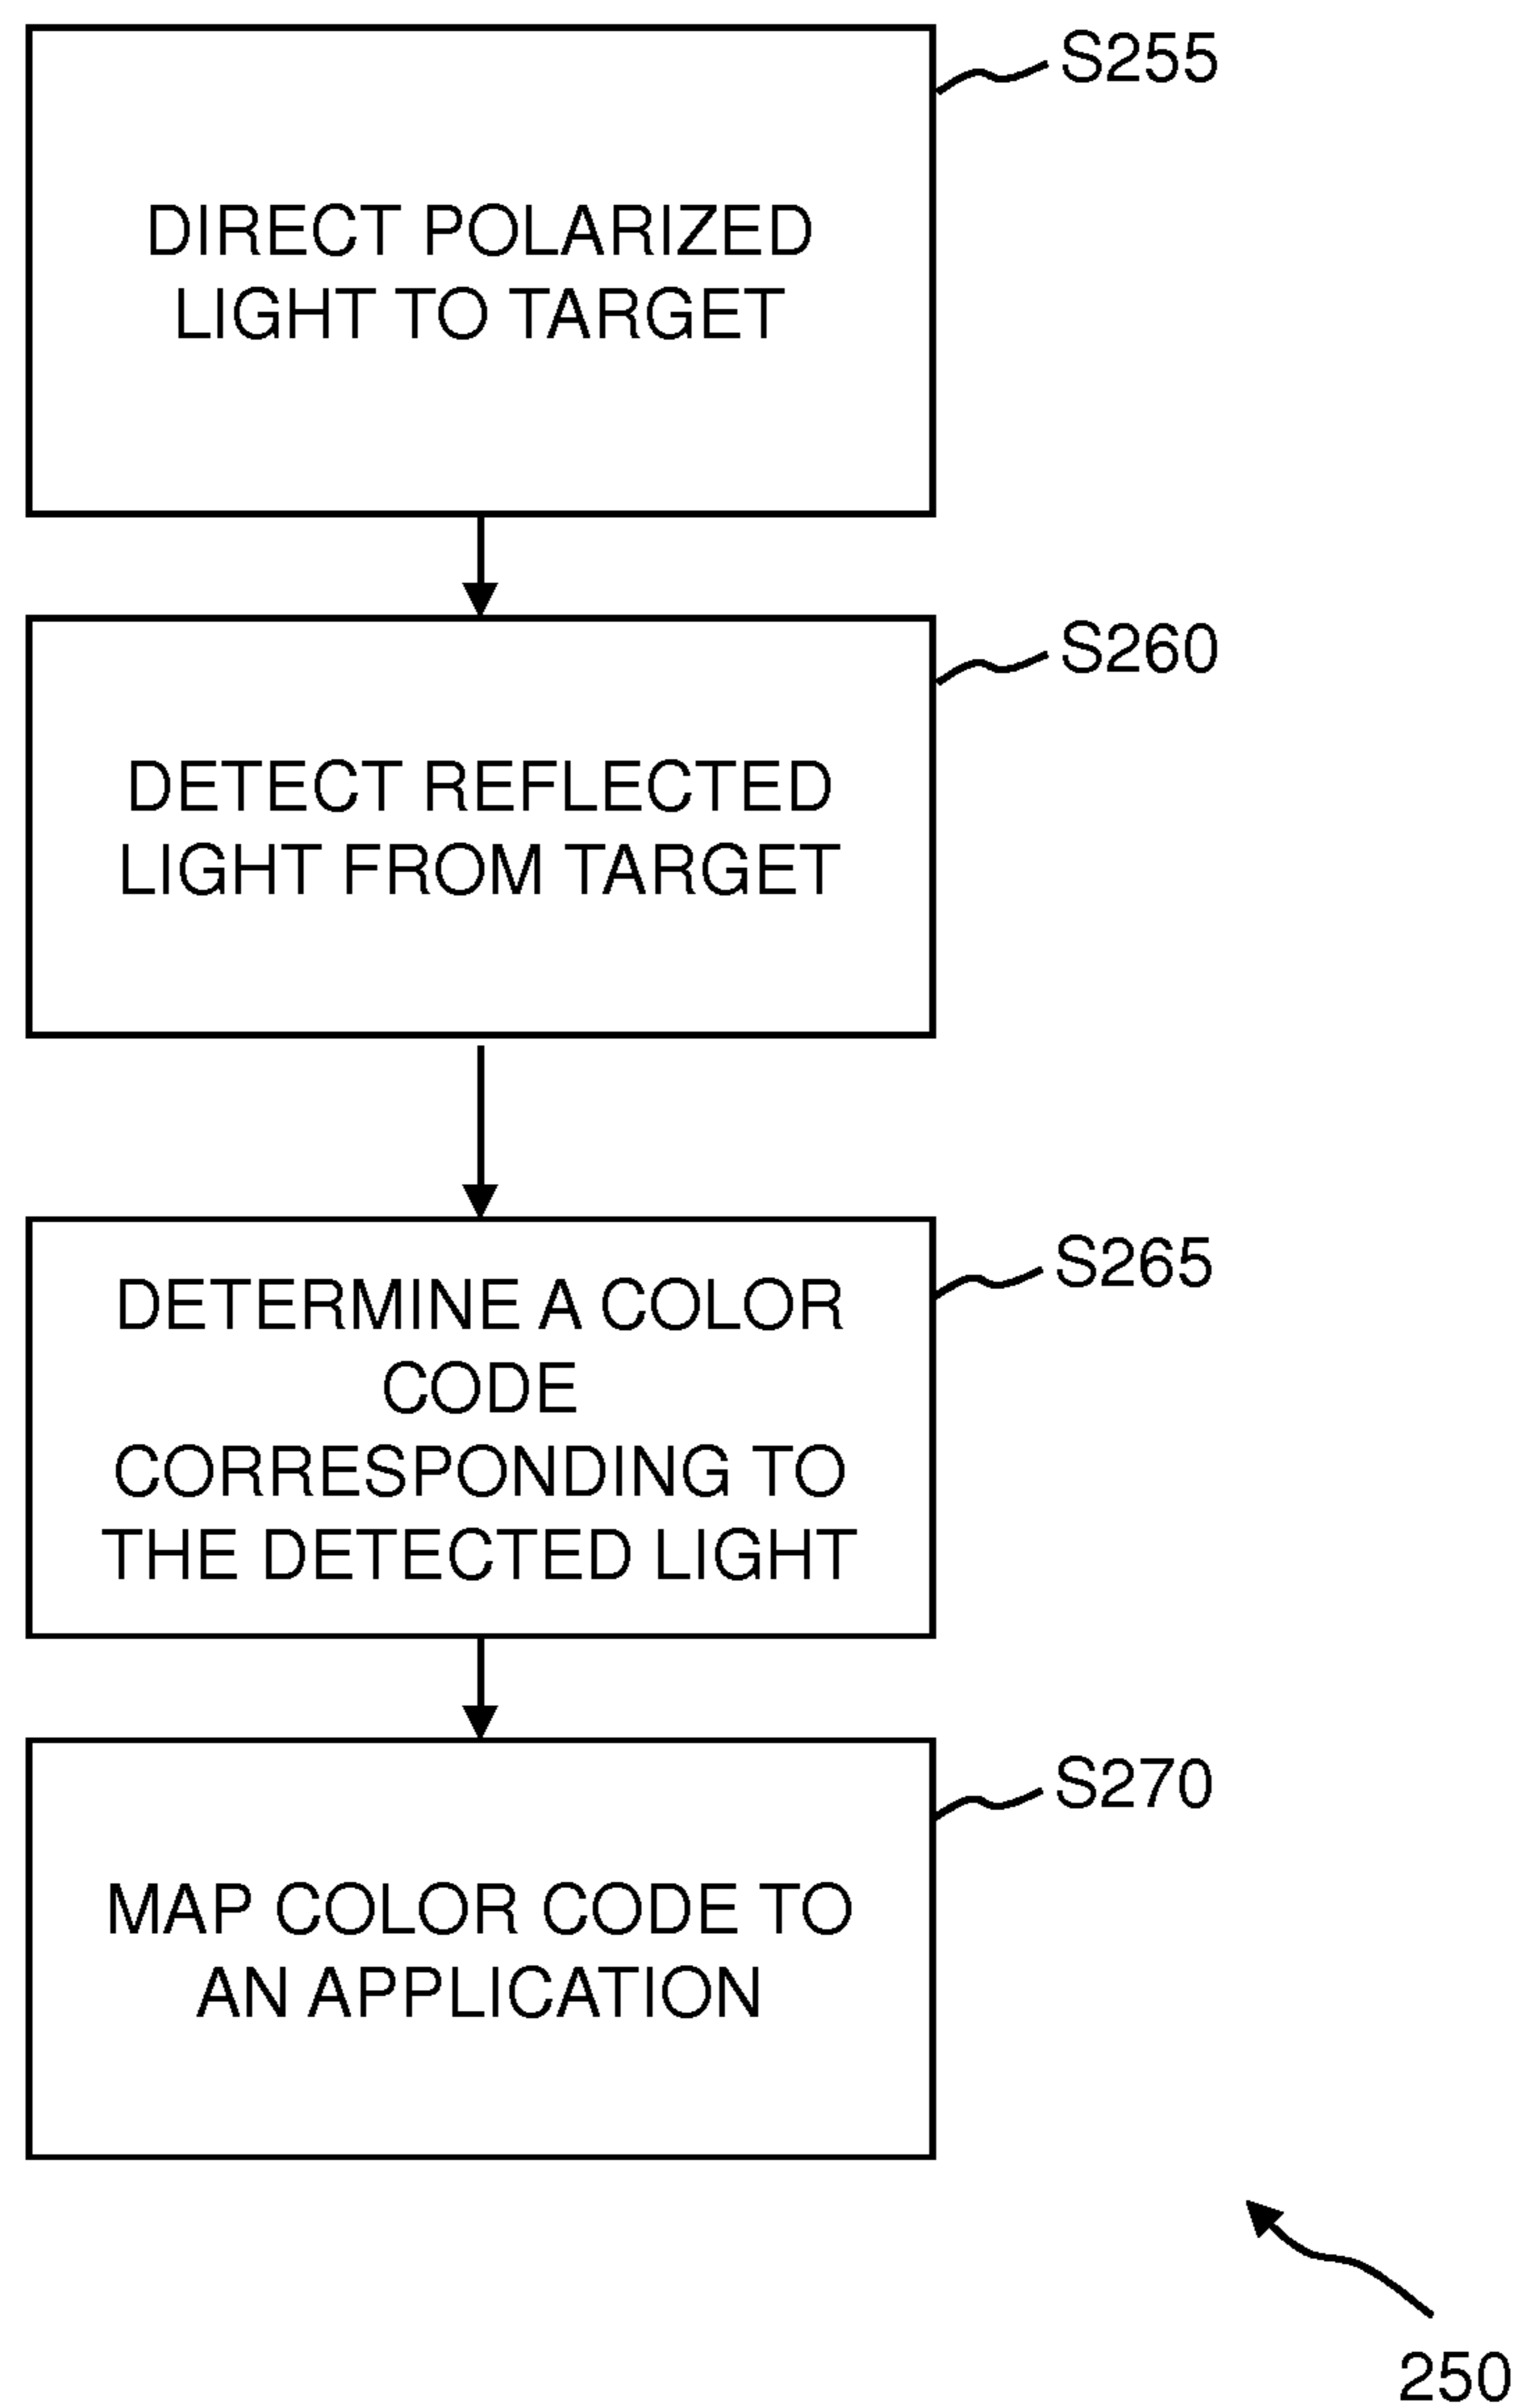 S255
DIRECT POLARIZED
LIGHT TO TARGET
S260
DETECT REFLECTED
LIGHT FROM TARGET
S265
DETERMINE A COLOR
CODE
CORRESPONDING TO
THE DETECTED LIGHT
S270
MAP COLOR CODE TO
AN APPLICATION
250